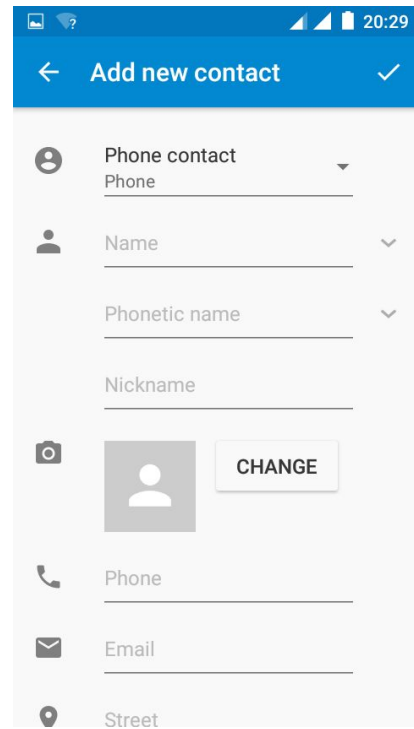 20:29
Add new contact
Phone contact
Phone
Name
Phonetic name
Nickname
CHANGE
Phone
Email
Street